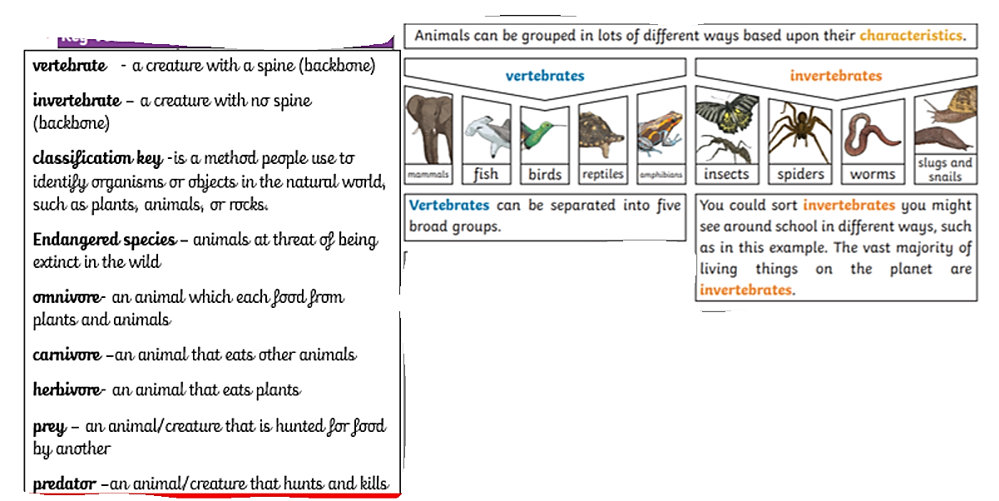 vertebrate - a creature with a spine (backbone)
invertebrate – a creature with no spine
(backbone)
classification key -is a method people use to
identify organisms or objects in the natural world,
such as plants, animals, or rocks.
Endangered species – animals at threat of being
extinct in the wild
omnivore- an animal which each food from
plants and animals
carnivore –an animal that eats other animals
herbivore- an animal that eats plants
prey – an animal/creature that is hunted for food
by another
predator –an animal/creature that hunts and kills
Animals can be grouped in lots of different ways based upon their characteristics.
vertebrates
mammals
fish
birds
reptiles
amphibians
Vertebrates can be separated into five
broad groups.
invertebrates
insects
spiders
worms
slugs and
snails
You could sort invertebrates you might
see around school in different ways, such
as in this example. The vast majority of
living things on the planet are
invertebrates.